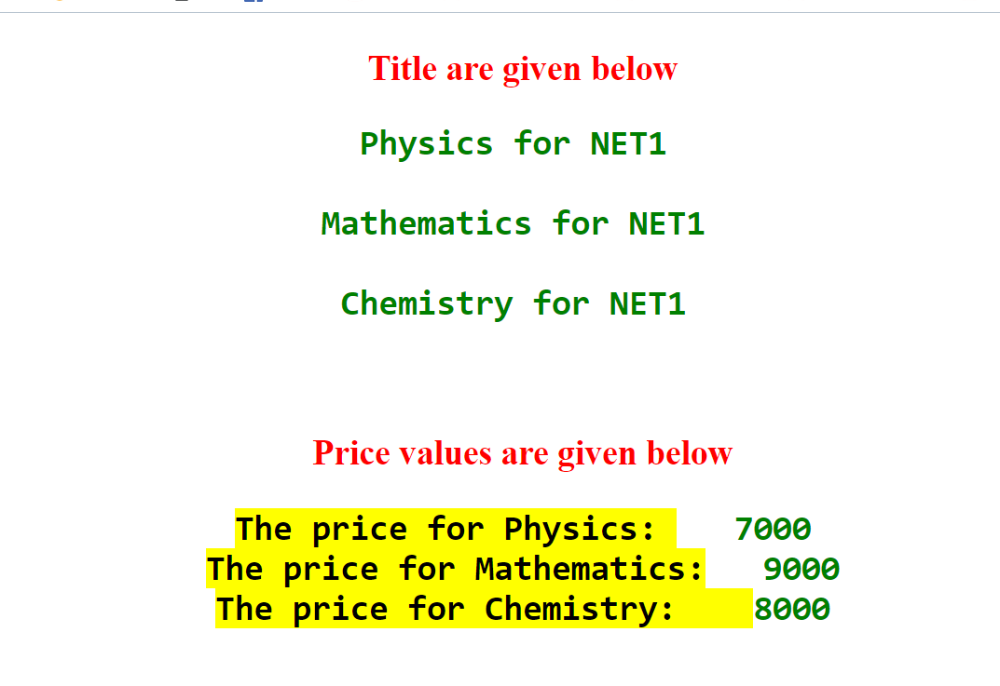 Title are given below
Physics for NET1
Mathematics for NET1
Chemistry for NET1
Price values are given below
The price for Physics: 7000
The price for Mathematics: 9000
The price for Chemistry: 8000